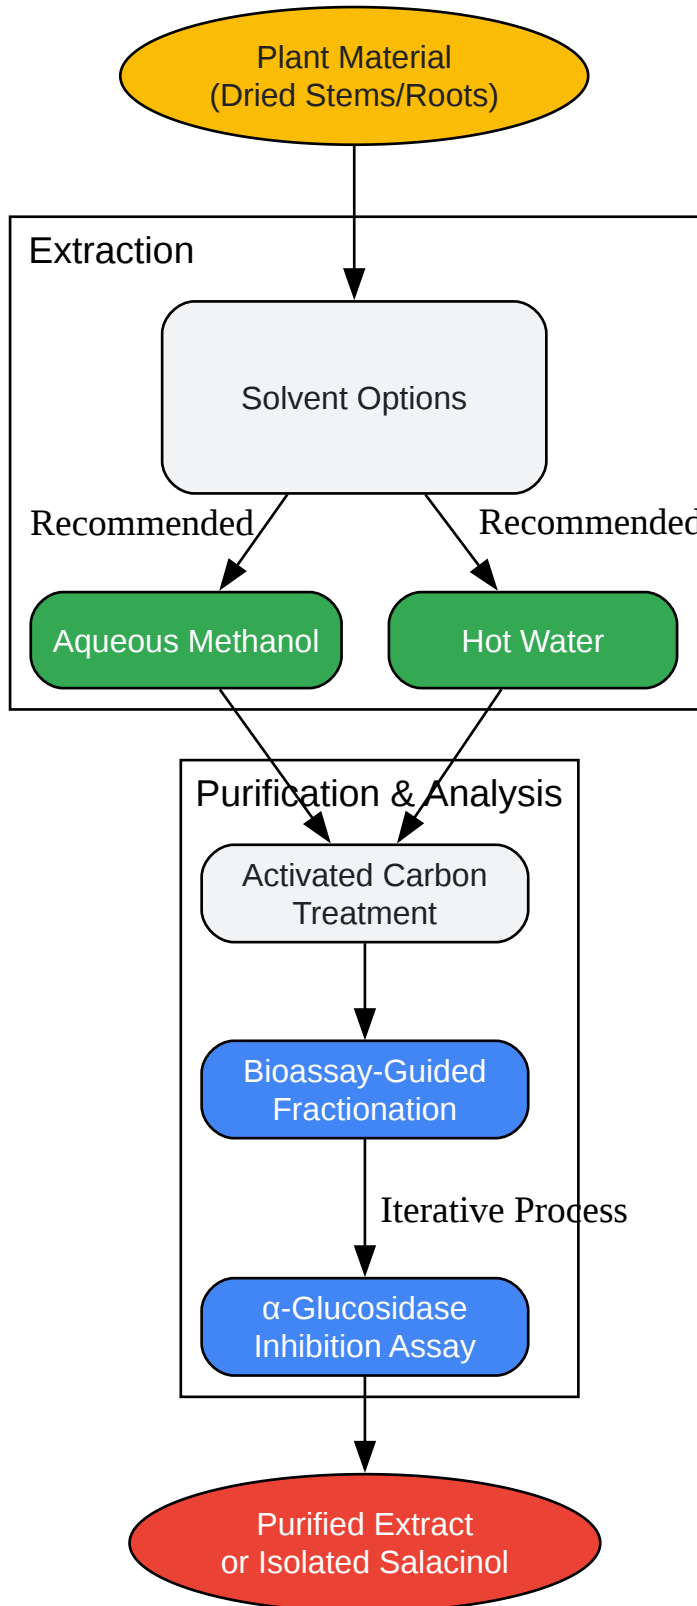 Plant Material
(Dried Stems/Roots)
Extraction
Solvent Options
Recommended
Recommended
Aqueous Methanol
Hot Water
Purification & Analysis
Activated Carbon
Treatment
Bioassay-Guided
Fractionation
Iterative Process
α-Glucosidase
Inhibition Assay
Purified Extract
or Isolated Salacinol